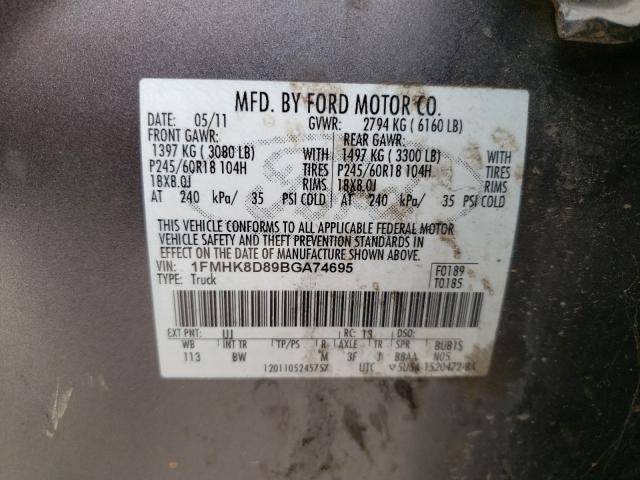 MFD. BY FORD MOTOR CO.
DATE: 05/11 GVWR: 2794 KG ( 6160 LB)
FRONT GAWR: REAR GAWR:
1397 KG ( 3080 LB) WITH 1497 KG ( 3300 LB) WITH
P245/60R18 104H TIRES P245/60R18 104H TIRES
18X8.0J RIMS 18X8.0J RIMS
AT 240 kPa/ 35 PSI COLD AT 240 kPa/ 35 PSI COLD
THIS VEHICLE CONFORMS TO ALL APPLICABLE FEDERAL MOTOR
VEHICLE SAFETY AND THEFT PREVENTION STANDARDS IN
EFFECT ON THE DATE OF MANUFACTURE SHOWN ABOVE.
VIN: 1FMHK8D89BGA74695 F0189
TYPE: Truck T0185
EXT PNT: UJ RC: 13 DSO:
WB INT TR TP/PS R AXLE TR SPR BUB1S
113 BW M 3F J BBAA N05
1201105245757 UTC